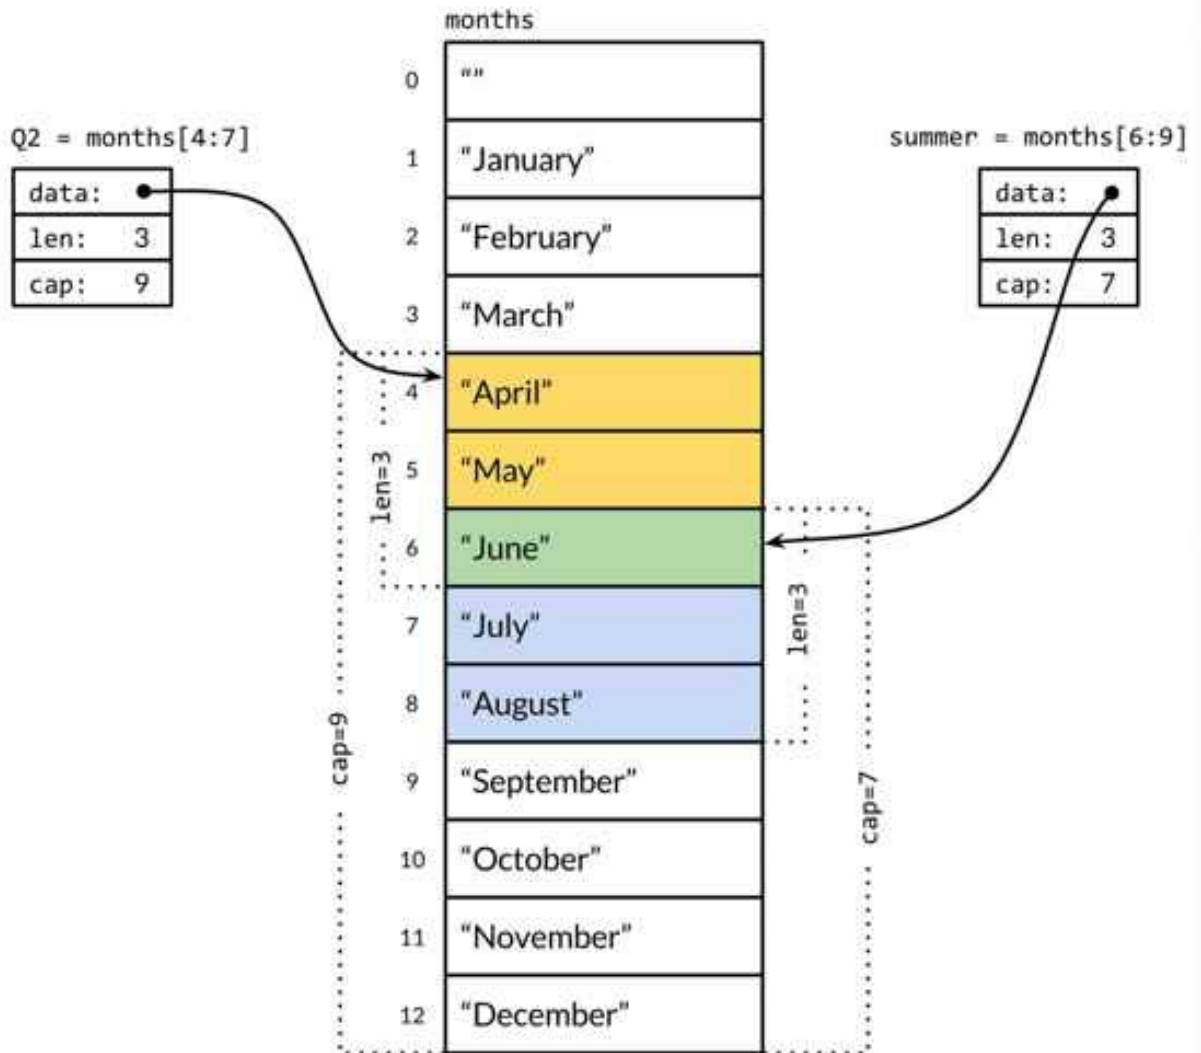 months
0 “”
Q2 = months[4:7]
data:
len: 3
cap: 9
summer = months[6:9]
data:
len: 3
cap: 7
1 “January”
2 “February”
3 “March”
4 “April”
5 “May”
6 “June”
7 “July”
8 “August”
9 “September”
10 “October”
11 “November”
12 “December”
len=3
cap=9
len=3
cap=7